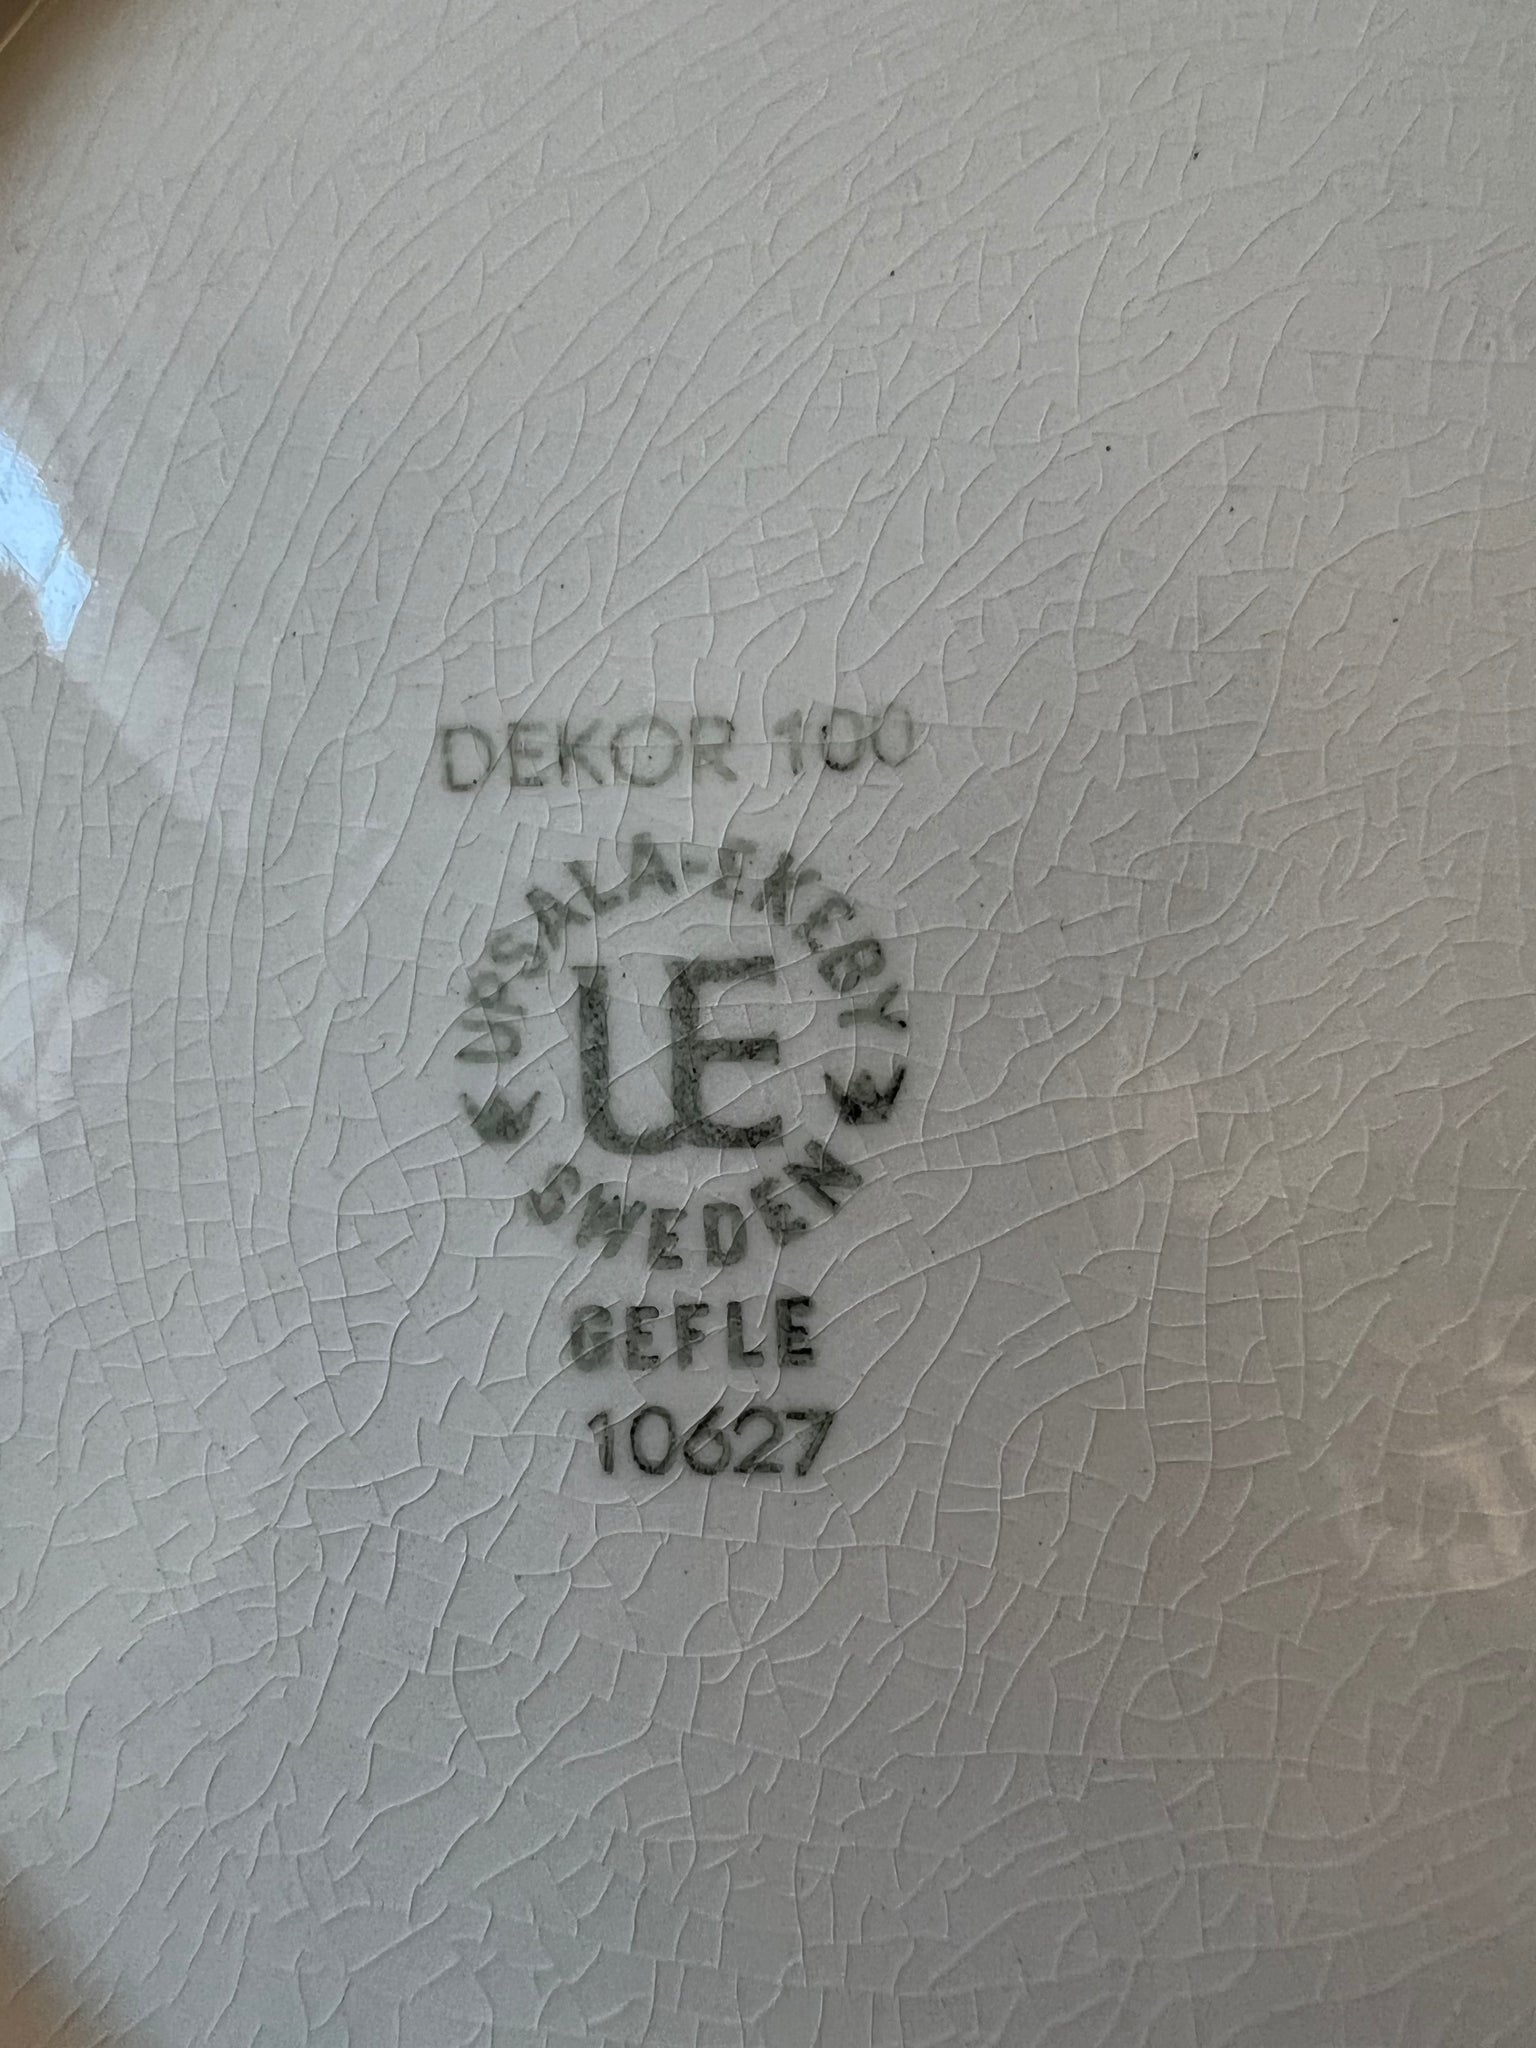 DEKOR 100
UPSALA-EKEBY
UE
SWEDEN
GEFLE
10627